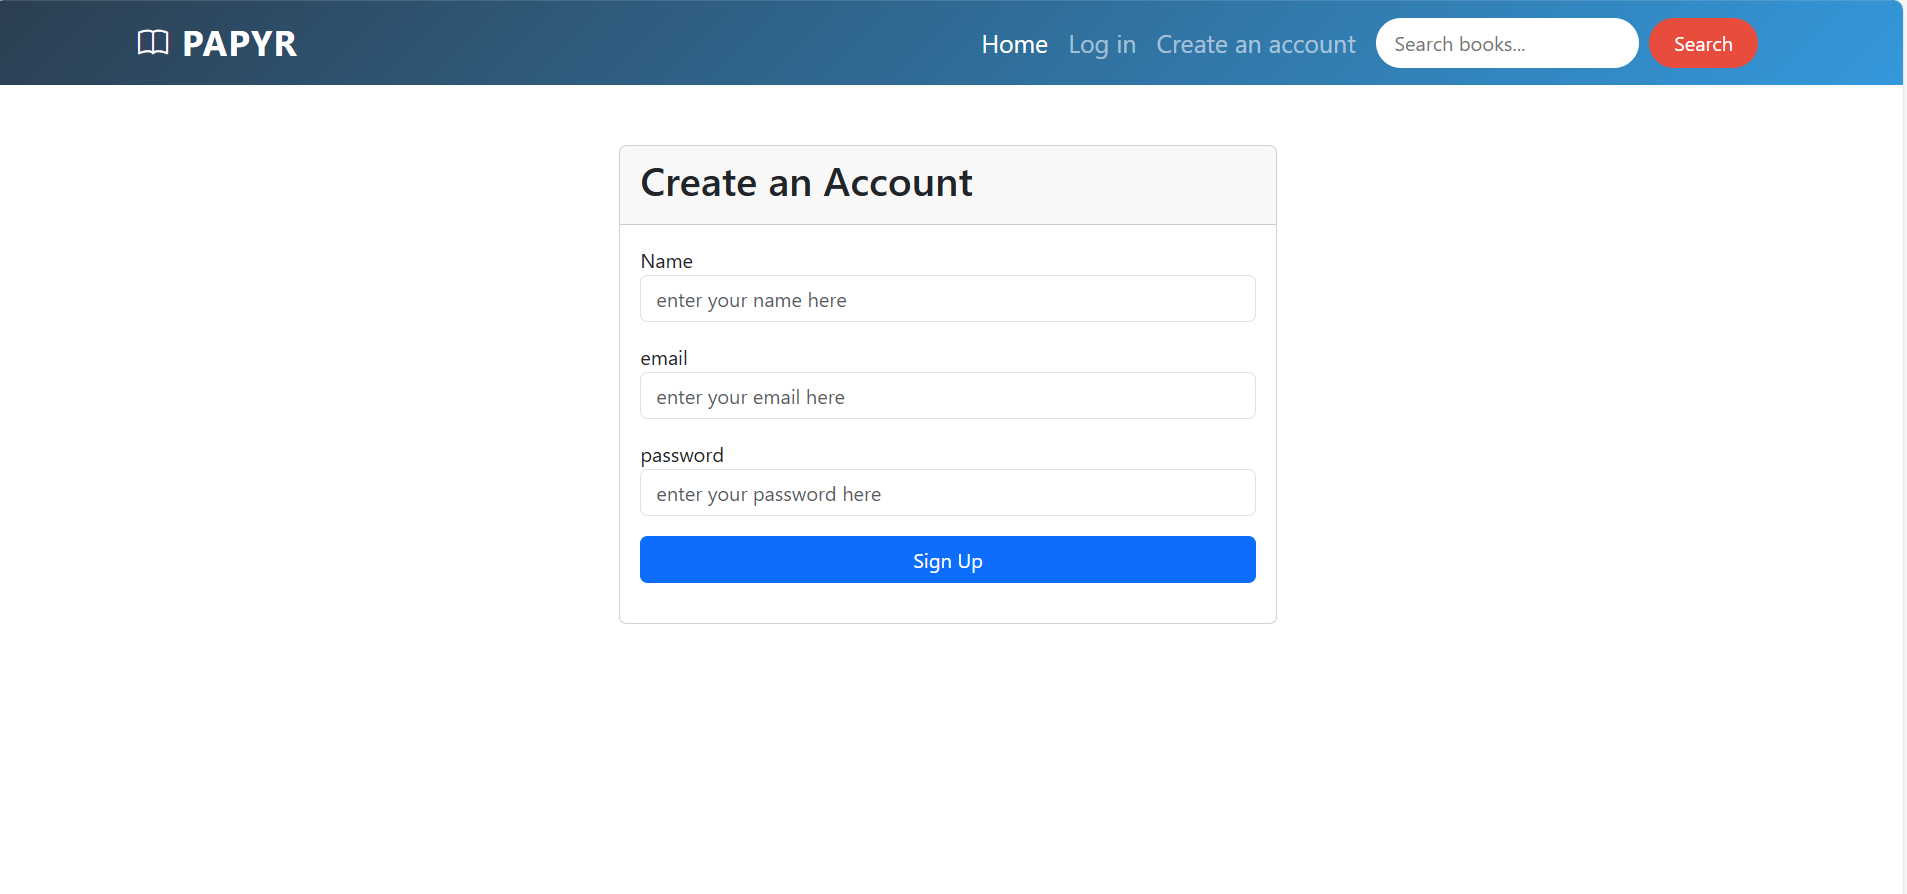 PAPYR
Home Log in Create an account Search books... Search
Create an Account
Name
enter your name here
email
enter your email here
password
enter your password here
Sign Up